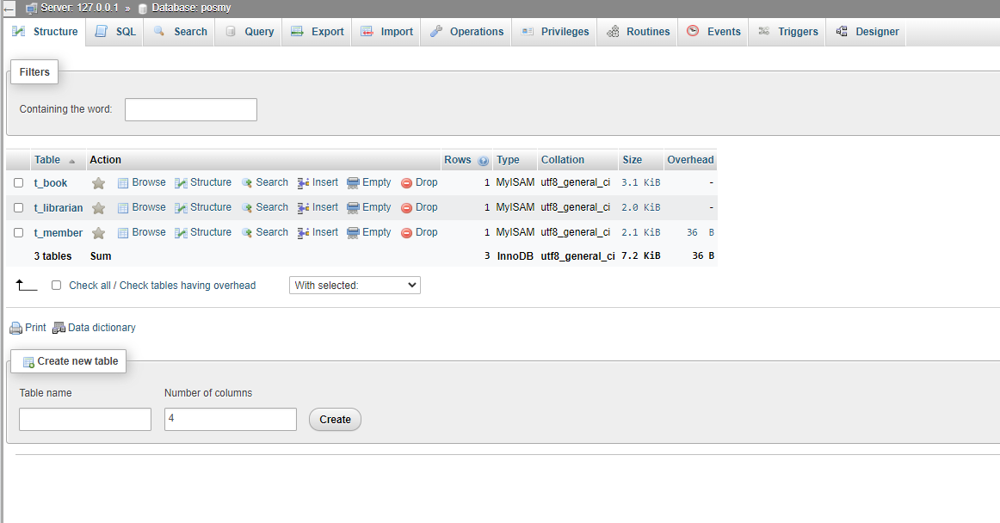 Server: 127.0.0.1 » Database: posmy
Structure SQL Search Query Export Import Operations Privileges Routines Events Triggers Designer
Filters
Containing the word:
Table Action Rows Type Collation Size Overhead
t_book Browse Structure Search Insert Empty Drop 1 MyISAM utf8_general_ci 3.1 KiB -
t_librarian Browse Structure Search Insert Empty Drop 1 MyISAM utf8_general_ci 2.0 KiB -
t_member Browse Structure Search Insert Empty Drop 1 MyISAM utf8_general_ci 2.1 KiB 36 B
3 tables Sum 3 InnoDB utf8_general_ci 7.2 KiB 36 B
Check all / Check tables having overhead With selected:
Print Data dictionary
Create new table
Table name Number of columns
4 Create